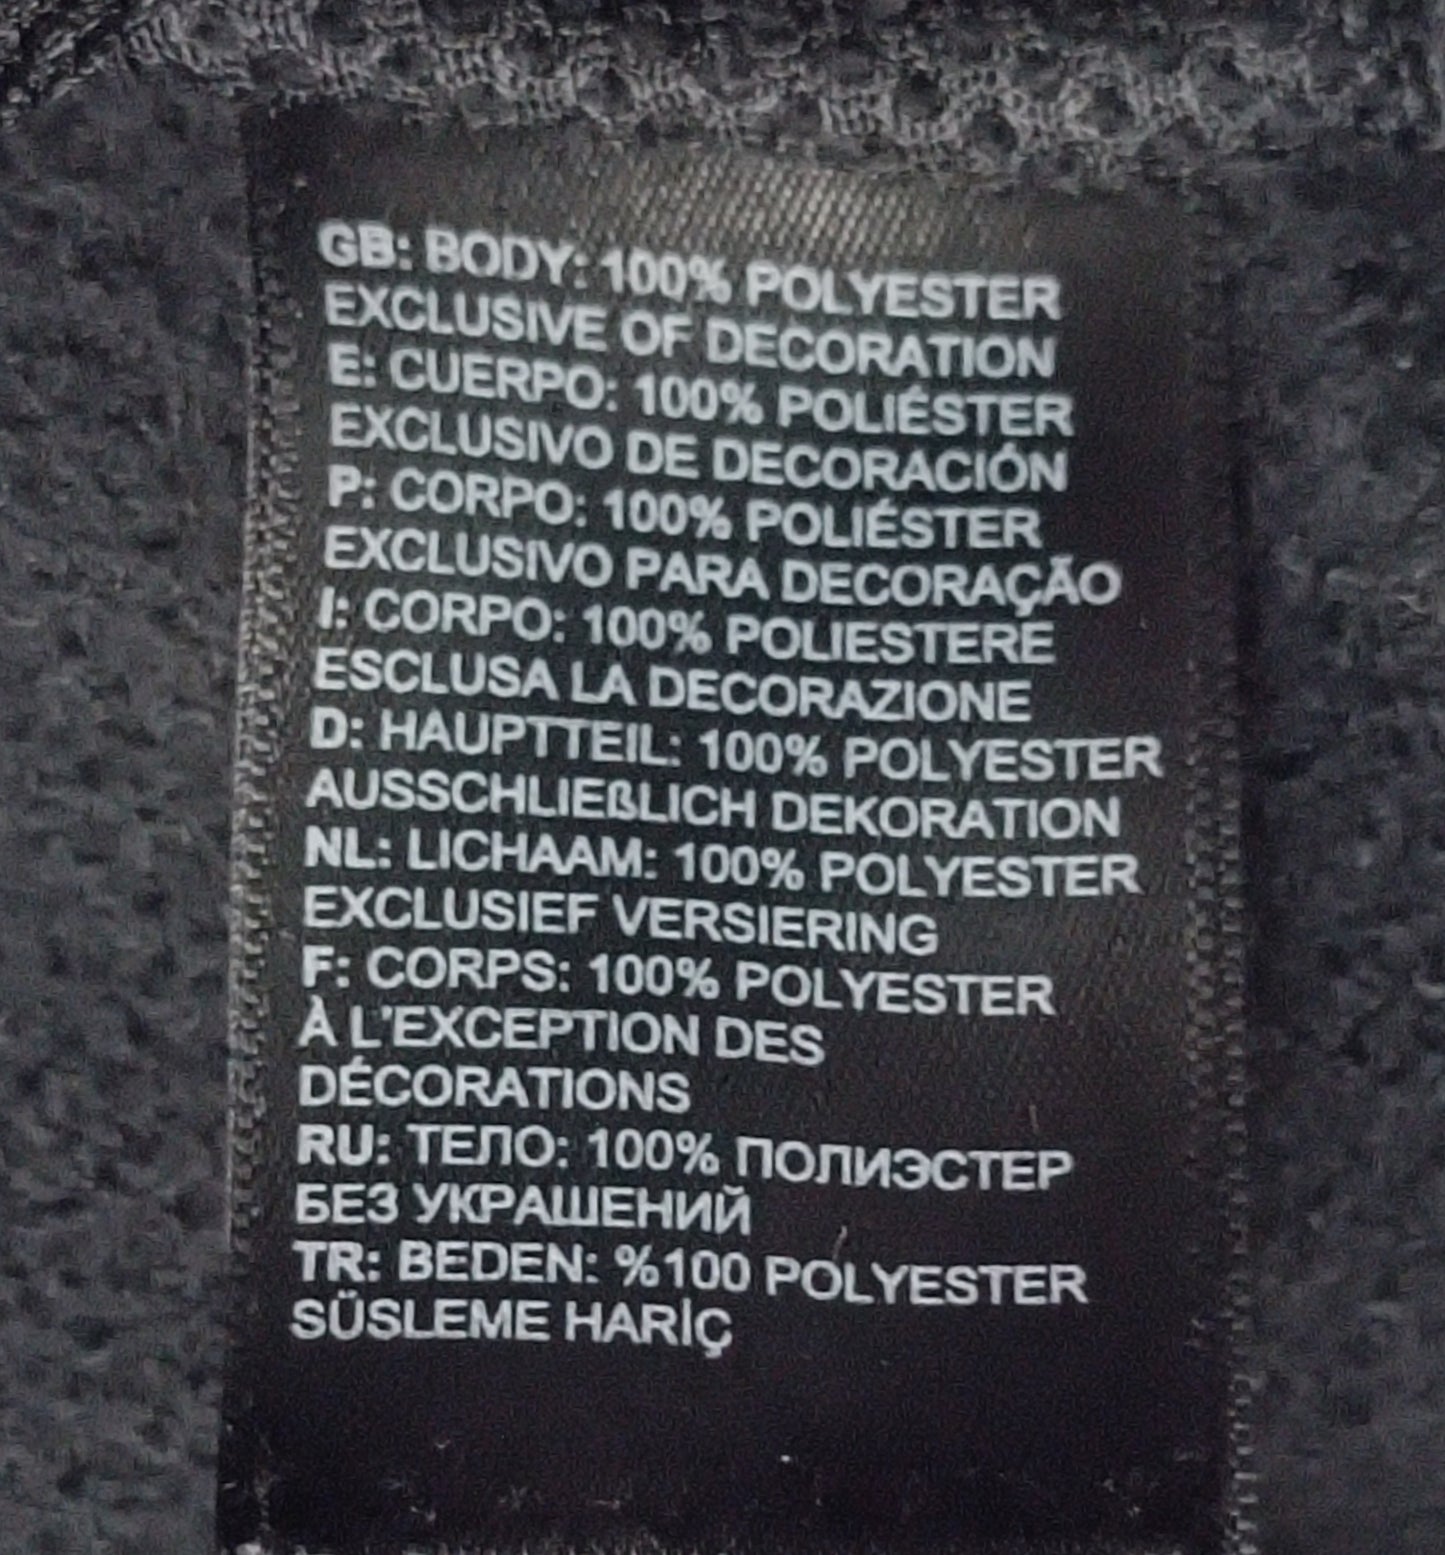 GB: BODY: 100% POLYESTER
EXCLUSIVE OF DECORATION
E: CUERPO: 100% POLIÉSTER
EXCLUSIVO DE DECORACIÓN
P: CORPO: 100% POLIÉSTER
EXCLUSIVO PARA DECORAÇÃO
I: CORPO: 100% POLIESTERE
ESCLUSA LA DECORAZIONE
D: HAUPTTEIL: 100% POLYESTER
AUSSCHLIEßLICH DEKORATION
NL: LICHAAM: 100% POLYESTER
EXCLUSIEF VERSIERING
F: CORPS: 100% POLYESTER
À L'EXCEPTION DES
DÉCORATIONS
RU: ТЕЛО: 100% ПОЛИЭСТЕР
БЕЗ УКРАШЕНИЙ
TR: BEDEN: %100 POLYESTER
SÜSLEME HARİÇ